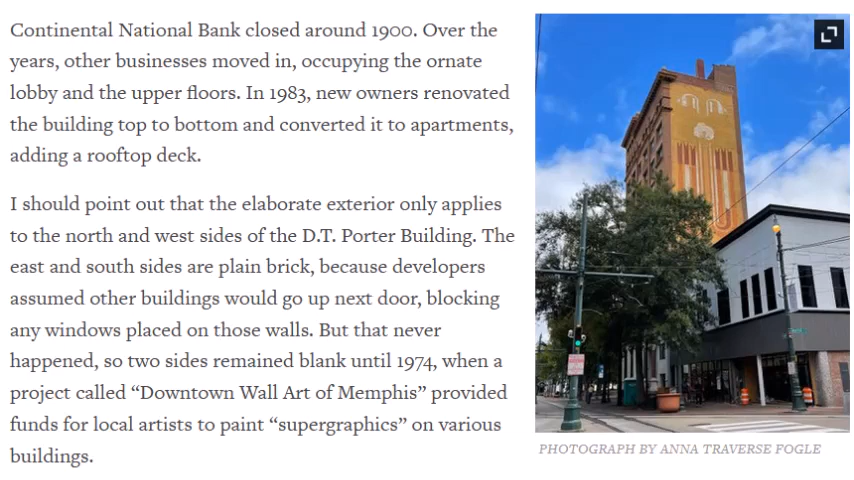 Continental National Bank closed around 1900. Over the
years, other businesses moved in, occupying the ornate
lobby and the upper floors. In 1983, new owners renovated
the building top to bottom and converted it to apartments,
adding a rooftop deck.
I should point out that the elaborate exterior only applies
to the north and west sides of the D.T. Porter Building. The
east and south sides are plain brick, because developers
assumed other buildings would go up next door, blocking
any windows placed on those walls. But that never
happened, so two sides remained blank until 1974, when a
project called “Downtown Wall Art of Memphis” provided
funds for local artists to paint “supergraphics” on various
buildings.
PHOTOGRAPH BY ANNA TRAVERSE FOGLE